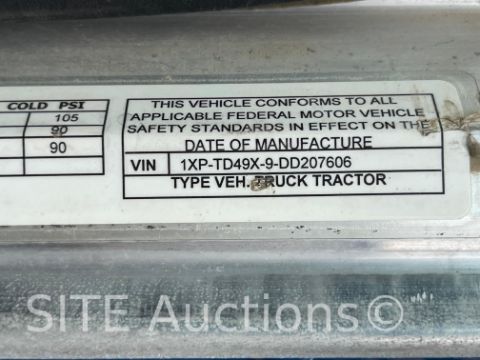 COLD PSI
105
90
90
THIS VEHICLE CONFORMS TO ALL
APPLICABLE FEDERAL MOTOR VEHICLE
SAFETY STANDARDS IN EFFECT ON THE
DATE OF MANUFACTURE
VIN 1XP-TD49X-9-DD207606
TYPE VEH. TRUCK TRACTOR
SITE Auctions©